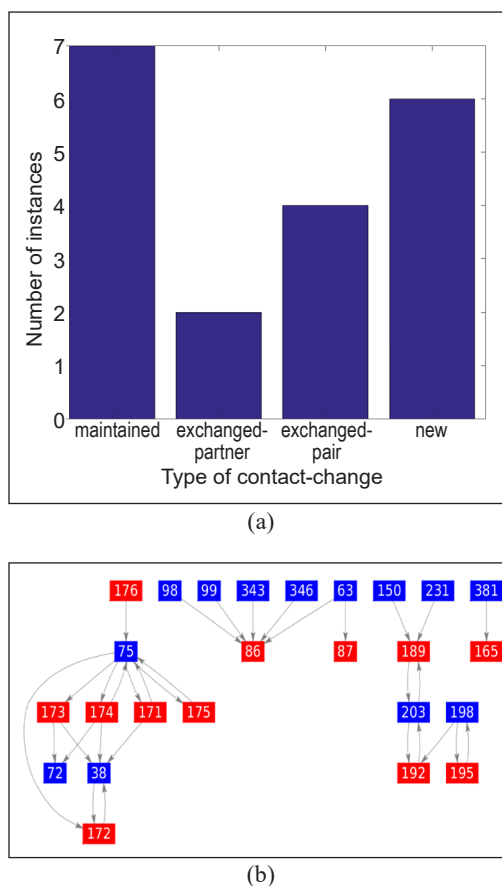 7
6
5
4
3
2
1
0
Number of instances
maintained exchanged- exchanged- new
partner pair
Type of contact-change
(a)
176 98 99 343 346 63 150 231 381
75 86 87 189 165
173 174 171 175 203 198
72 38 192 195
172
(b)